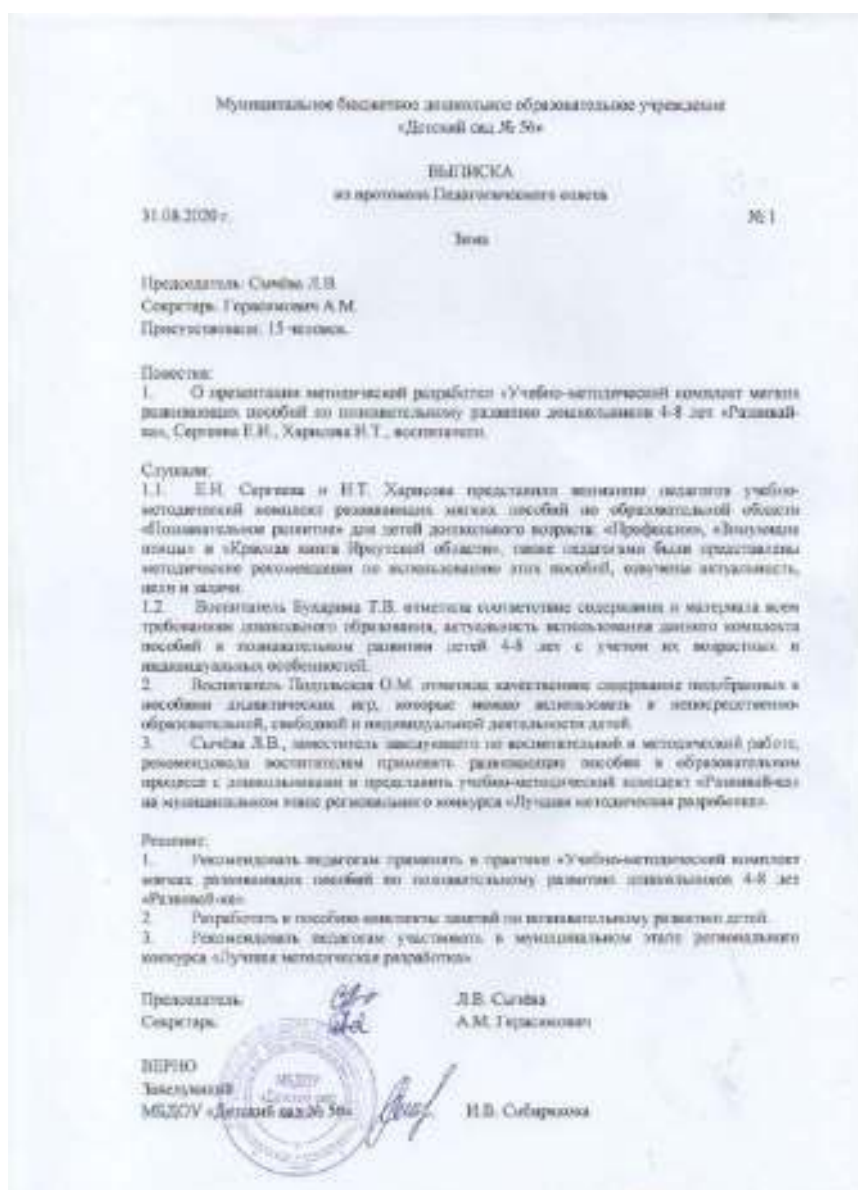 Муниципальное бюджетное дошкольное образовательное учреждение
«Детский сад № 56»
ВЫПИСКА
из протокола Педагогического совета
31.08.2020 г. № 1
Зима
Председатель: Сычёва Л.В.
Секретарь: Герасимович А.М.
Присутствовали: 15 человек.
Повестка:
1. О презентации методической разработки «Учебно-методический комплект мягких
развивающих пособий по познавательному развитию дошкольников 4-8 лет «Развивай-
ка», Сергеева Е.И., Харисова И.Т., воспитатели.
Слушали:
1.1. Е.И. Сергеева и И.Т. Харисова представили вниманию педагогов учебно-
методический комплект развивающих мягких пособий по образовательной области
«Познавательное развитие» для детей дошкольного возраста: «Профессии», «Зимующие
птицы» и «Красная книга Иркутской области», также педагогами были представлены
методические рекомендации по использованию этих пособий, озвучены актуальность,
цели и задачи.
1.2. Воспитатель Бухарина Т.В. отметила соответствие содержания и материала всем
требованиям дошкольного образования, актуальность использования данного комплекта
пособий в познавательном развитии детей 4-8 лет с учетом их возрастных и
индивидуальных особенностей.
2. Воспитатель Подольская О.М. отметила качественное содержание подобранных к
пособиям дидактических игр, которые можно использовать в непосредственно-
образовательной, свободной и индивидуальной деятельности детей.
3. Сычёва Л.В., заместитель заведующего по воспитательной и методической работе,
рекомендовала воспитателям применять развивающие пособия в образовательном
процессе с дошкольниками и представить учебно-методический комплект «Развивай-ка»
на муниципальном этапе регионального конкурса «Лучшая методическая разработка».
Решение:
1. Рекомендовать педагогам применять в практике «Учебно-методический комплект
мягких развивающих пособий по познавательному развитию дошкольников 4-8 лет
«Развивай-ка».
2. Разработать к пособию конспекты занятий по познавательному развитию детей.
3. Рекомендовать педагогам участвовать в муниципальном этапе регионального
конкурса «Лучшая методическая разработка»
Председатель Л.В. Сычёва
Секретарь А.М. Герасимович
ВЕРНО
Заведующий
МБДОУ «Детский сад № 56» И.В. Сибирякова
МБДОУ
«Детский сад